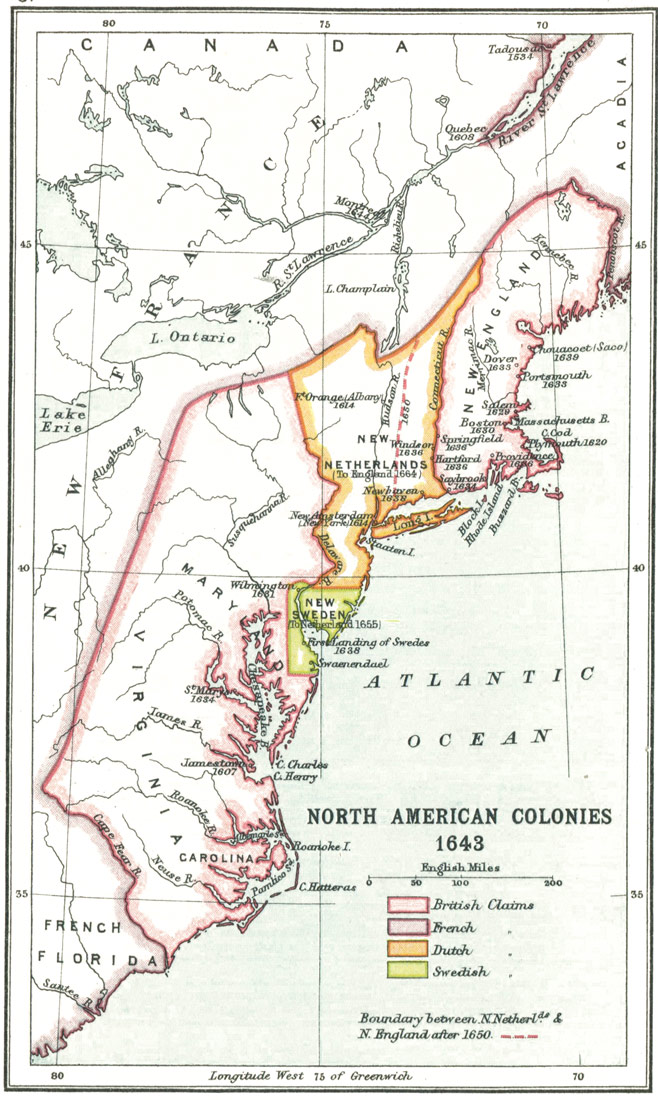 80
75
70
CANADA
Tadousac
1534
River St Lawrence
ACADIA
Quebec
1608
NEW FRANCE
Montreal
Richelieu
R. St Lawrence
45
45
L. Champlain
Kennebec R.
Penobscot R.
L. Ontario
NEW ENGLAND
Merrimac R.
Connecticut R.
Chouacoet (Saco)
1639
Dover
1633
Portsmouth
1633
Lake
Erie
Ft Orange (Albany)
1614
Hudson R.
1650
Salem
1629
Boston
1630
Massachusetts B.
C. Cod
Plymouth 1620
Alleghany R.
NEW
NETHERLANDS
(To England 1664)
Windsor
1636
Springfield
1636
Hartford
1636
Providence
1636
Saybrook
1634
Newhaven
1638
Susquehanna R.
New Amsterdam
(New York) 1614
Long I.
Block I.
Rhode Island
Buzzard B.
Staaten I.
Delaware R.
40
40
Wilmington
1631
MARYLAND
Potomac R.
NEW
SWEDEN
(To Netherland 1655)
First Landing of Swedes
1638
Swaenendael
VIRGINIA
Chesapeake B.
St Mary's
1634
ATLANTIC
OCEAN
James R.
Jamestown
1607
C. Charles
C. Henry
Roanoke R.
Albemarle Sd
Roanoke I.
Cape Fear R.
CAROLINA
Neuse R.
Pamlico Sd
C. Hatteras
NORTH AMERICAN COLONIES
1643
English Miles
0 50 100 200
35
35
British Claims
French "
Dutch "
Swedish "
FRENCH
FLORIDA
Santee R.
Boundary between N. Netherl.ds &
N. England after 1650.
80
Longitude West 75 of Greenwich
70